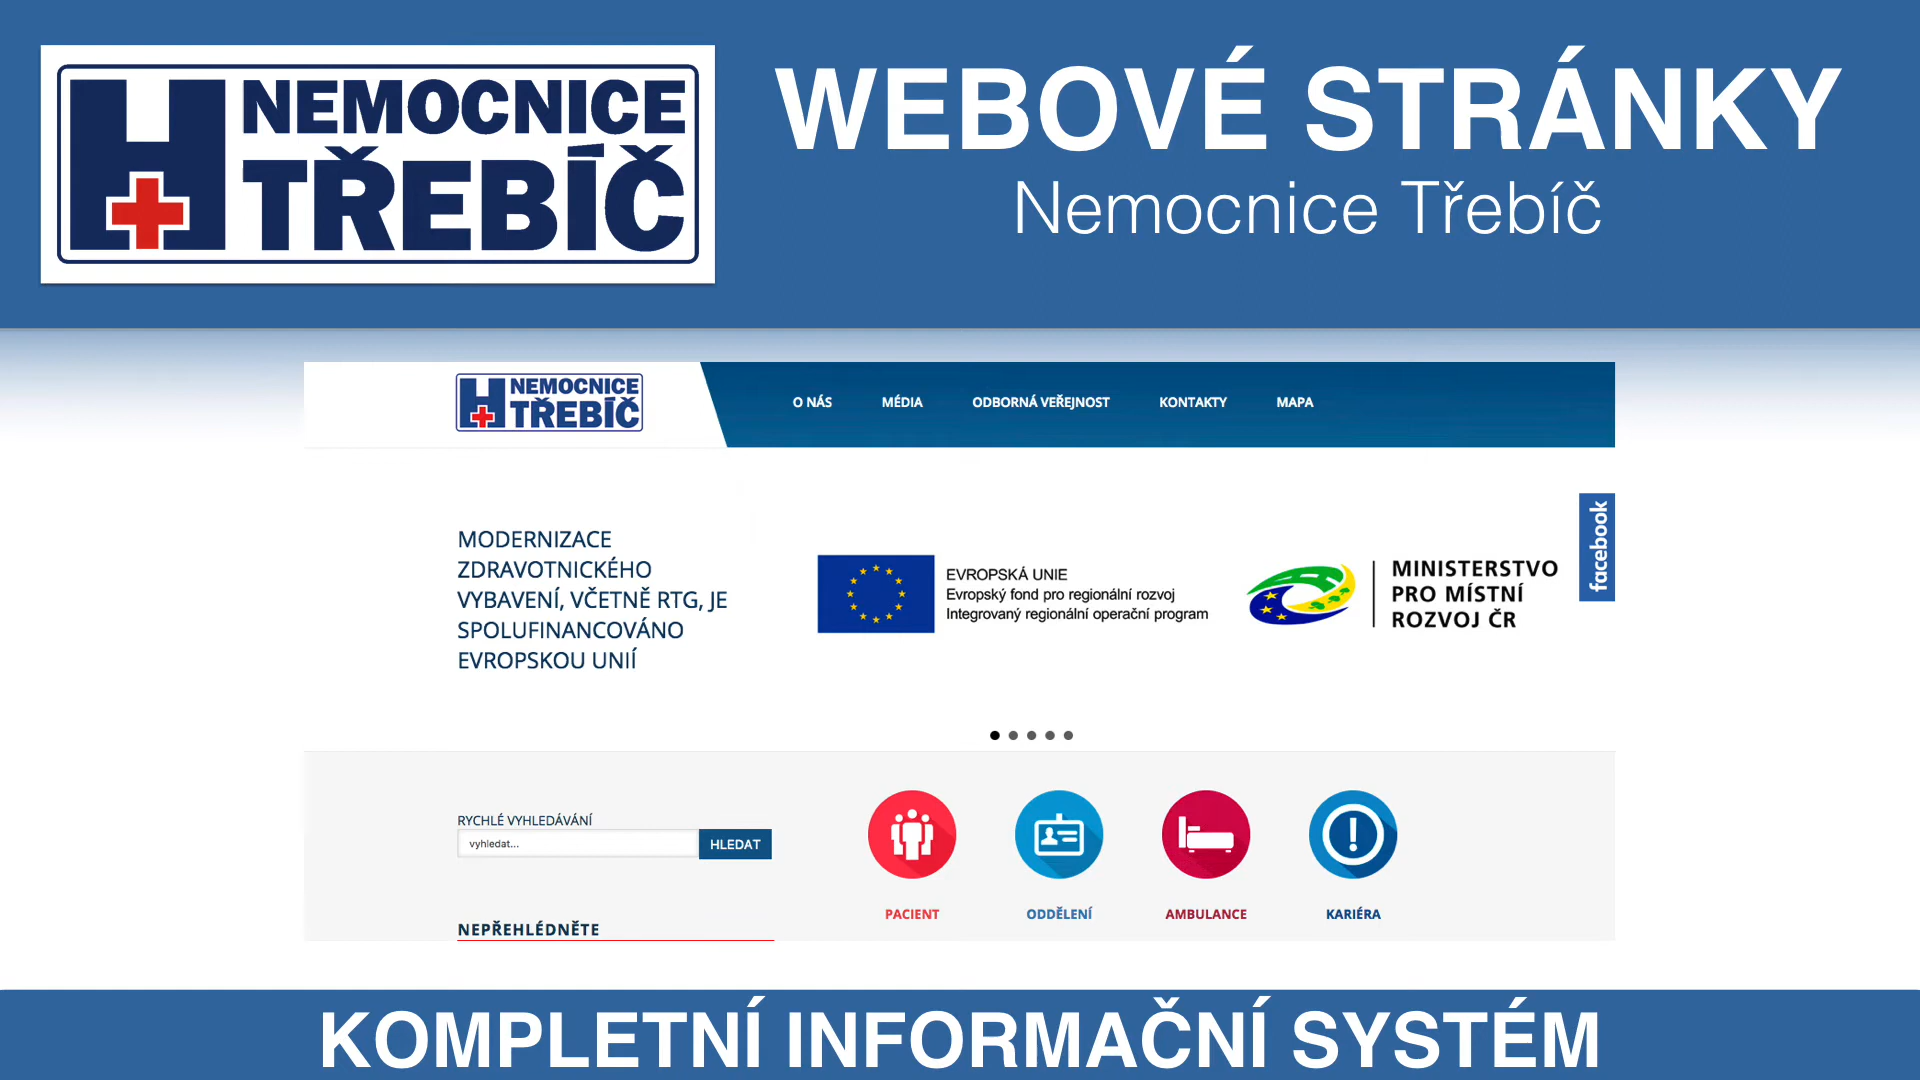 NEMOCNICE
TŘEBÍČ
WEBOVÉ STRÁNKY
Nemocnice Třebíč
NEMOCNICE
TŘEBÍČ
O NÁS
MÉDIA
ODBORNÁ VEŘEJNOST
KONTAKTY
MAPA
MODERNIZACE
ZDRAVOTNICKÉHO
VYBAVENÍ, VČETNĚ RTG, JE
SPOLUFINANCOVÁNO
EVROPSKOU UNIÍ
EVROPSKÁ UNIE
Evropský fond pro regionální rozvoj
Integrovaný regionální operační program
MINISTERSTVO
PRO MÍSTNÍ
ROZVOJ ČR
facebook
RYCHLÉ VYHLEDÁVÁNÍ
vyhledat...
HLEDAT
NEPŘEHLÉDNĚTE
PACIENT
ODDĚLENÍ
AMBULANCE
KARIÉRA
KOMPLETNÍ INFORMAČNÍ SYSTÉM